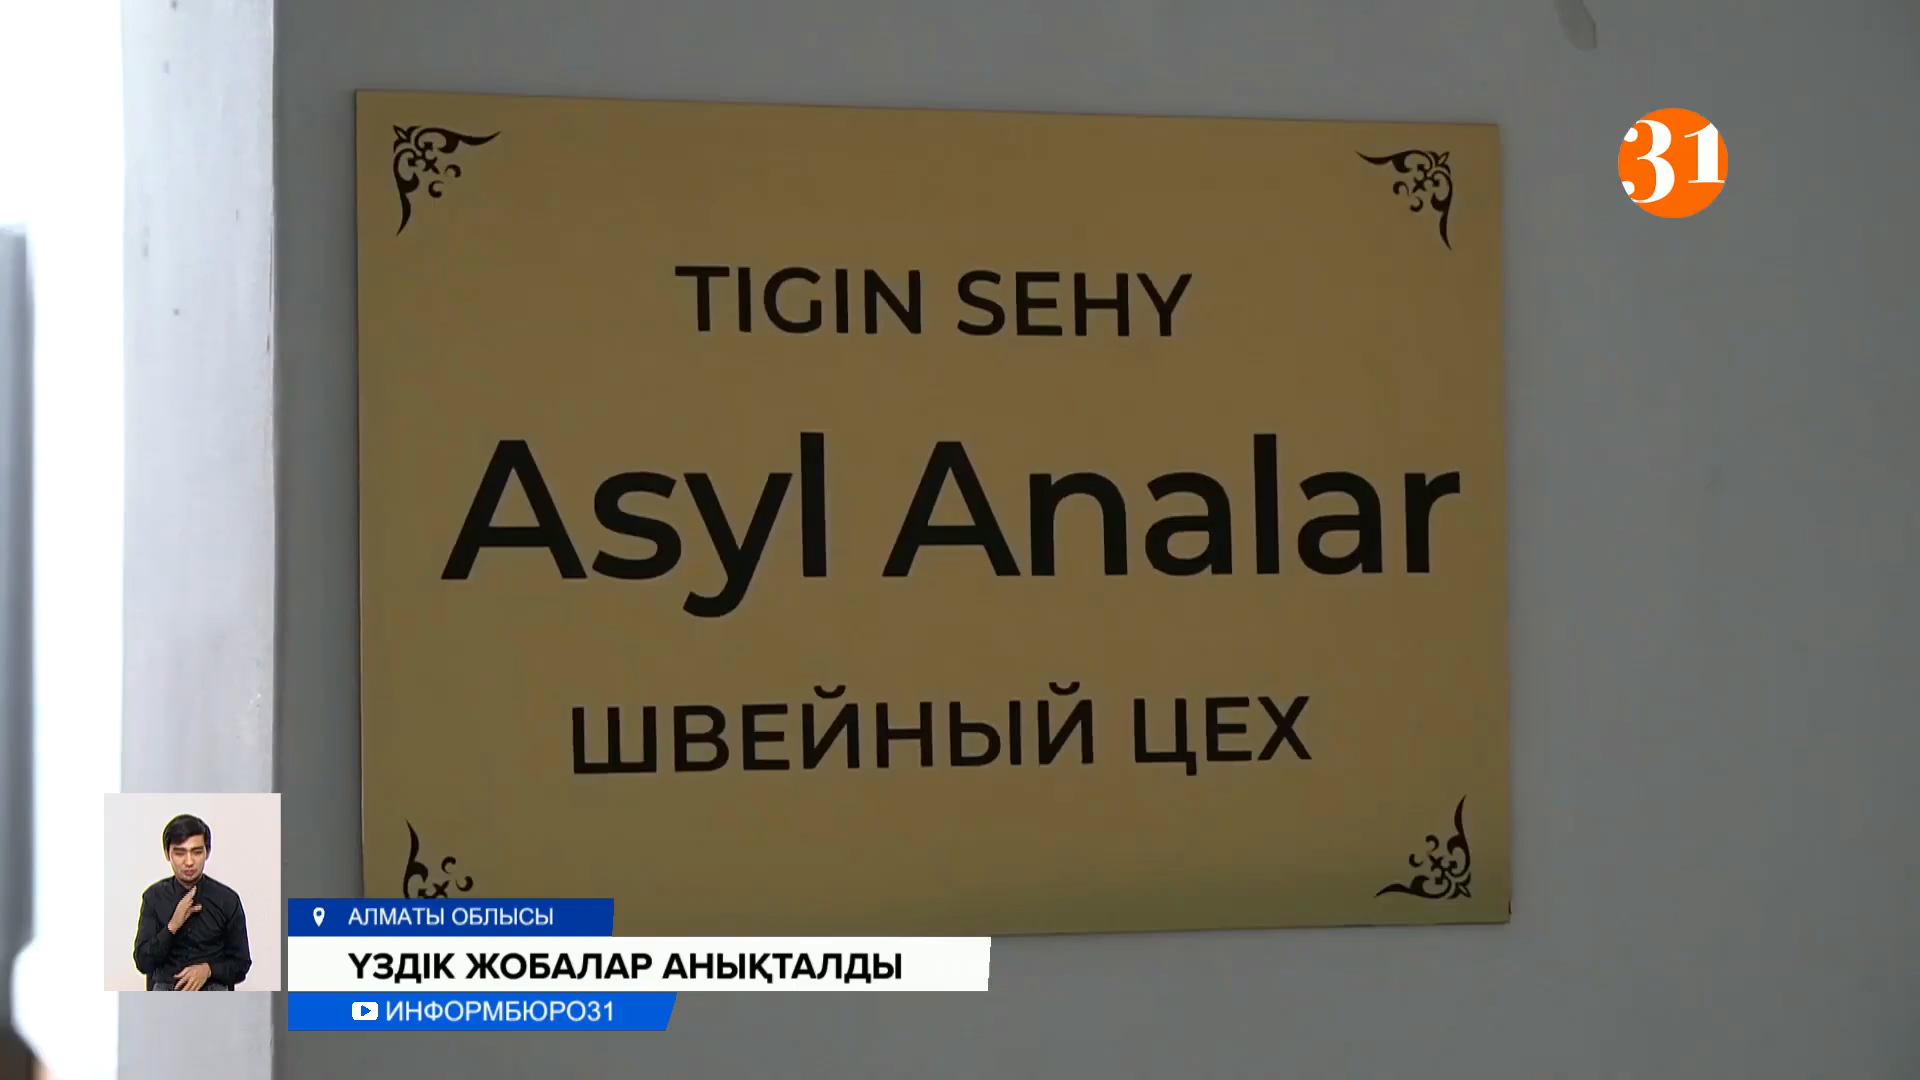 31
TIGIN SEHY
Asyl Analar
ШВЕЙНЫЙ ЦЕХ
АЛМАТЫ ОБЛЫСЫ
ҮЗДІК ЖОБАЛАР АНЫҚТАЛДЫ
ИНФОРМБЮРО31